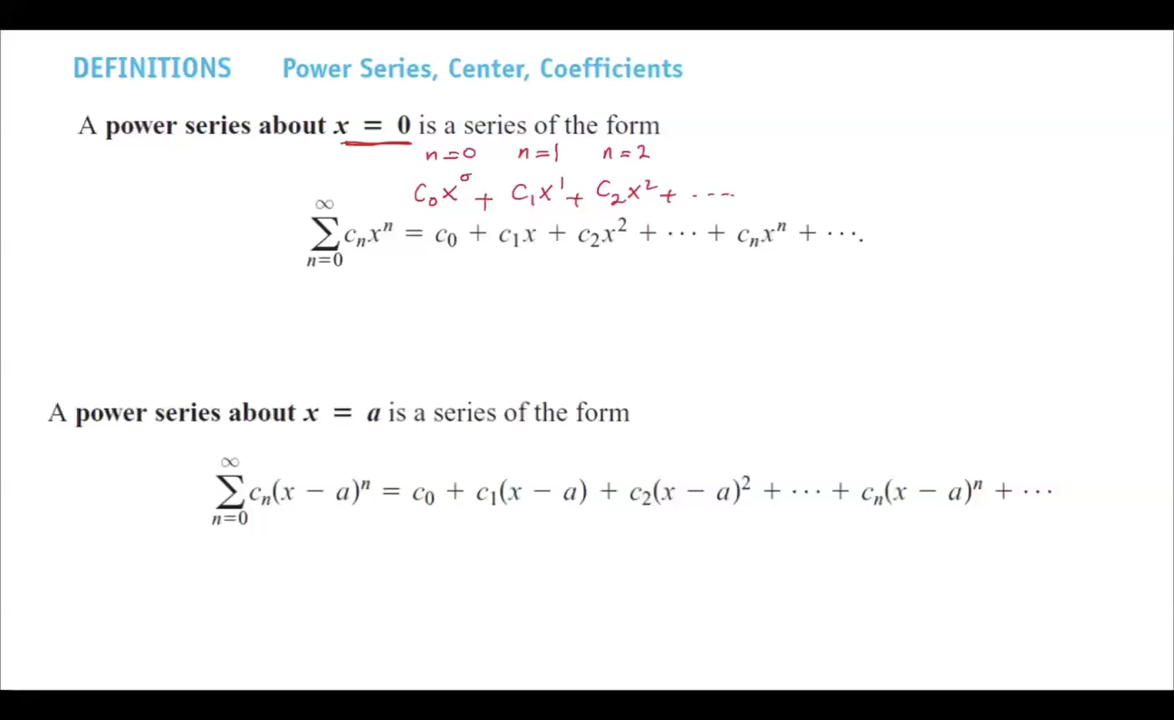 DEFINITIONS Power Series, Center, Coefficients
A power series about x = 0 is a series of the form
n=0 n=1 n=2
C₀x⁰ + C₁x¹ + C₂x² + ....
∞
∑ cₙxⁿ = c₀ + c₁x + c₂x² + ⋯ + cₙxⁿ + ⋯.
n=0
A power series about x = a is a series of the form
∞
∑ cₙ(x − a)ⁿ = c₀ + c₁(x − a) + c₂(x − a)² + ⋯ + cₙ(x − a)ⁿ + ⋯
n=0